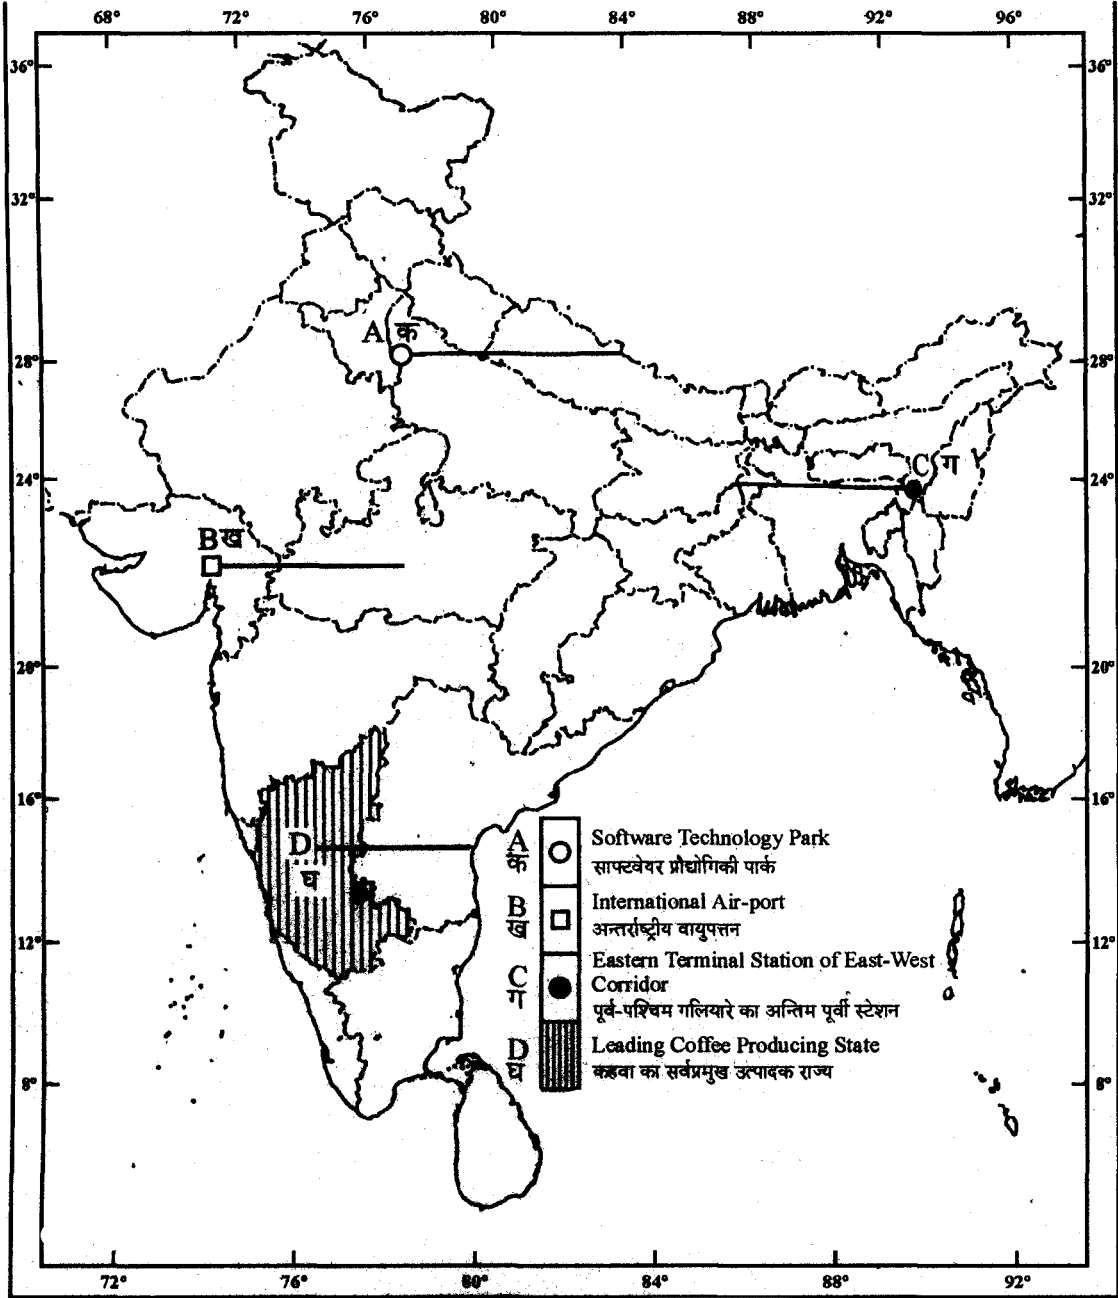 68° 72° 76° 80° 84° 88° 92° 96°
36° 36°
32° 32°
A क
28° 28°
C ग
24° 24°
B ख
20° 20°
16° 16°
D
घ
A
क
Software Technology Park
साफ्टवेयर प्रौद्योगिकी पार्क
B
ख
International Air-port
अन्तर्राष्ट्रीय वायुपत्तन
C
ग
Eastern Terminal Station of East-West
Corridor
पूर्व-पश्चिम गलियारे का अन्तिम पूर्वी स्टेशन
D
घ
Leading Coffee Producing State
कहवा का सर्वप्रमुख उत्पादक राज्य
12° 12°
8° 8°
72° 76° 80° 84° 88° 92°